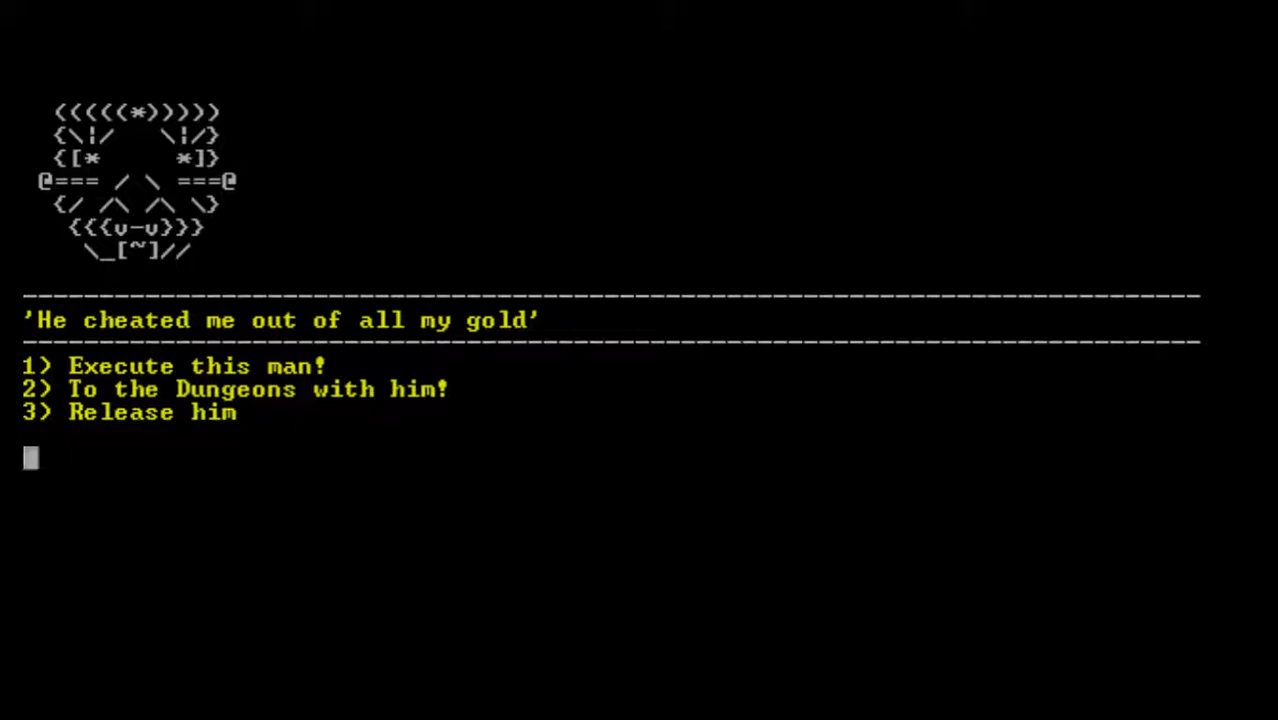 (((((*)))))
{\|/   \|/}
{[*     *]}
@=== / \ ===@
{/ /\ /\ \}
{{{v-v}}}
\_[~]//
-----------------------------------------------------------------------------
'He cheated me out of all my gold'
-----------------------------------------------------------------------------
1) Execute this man!
2) To the Dungeons with him!
3) Release him